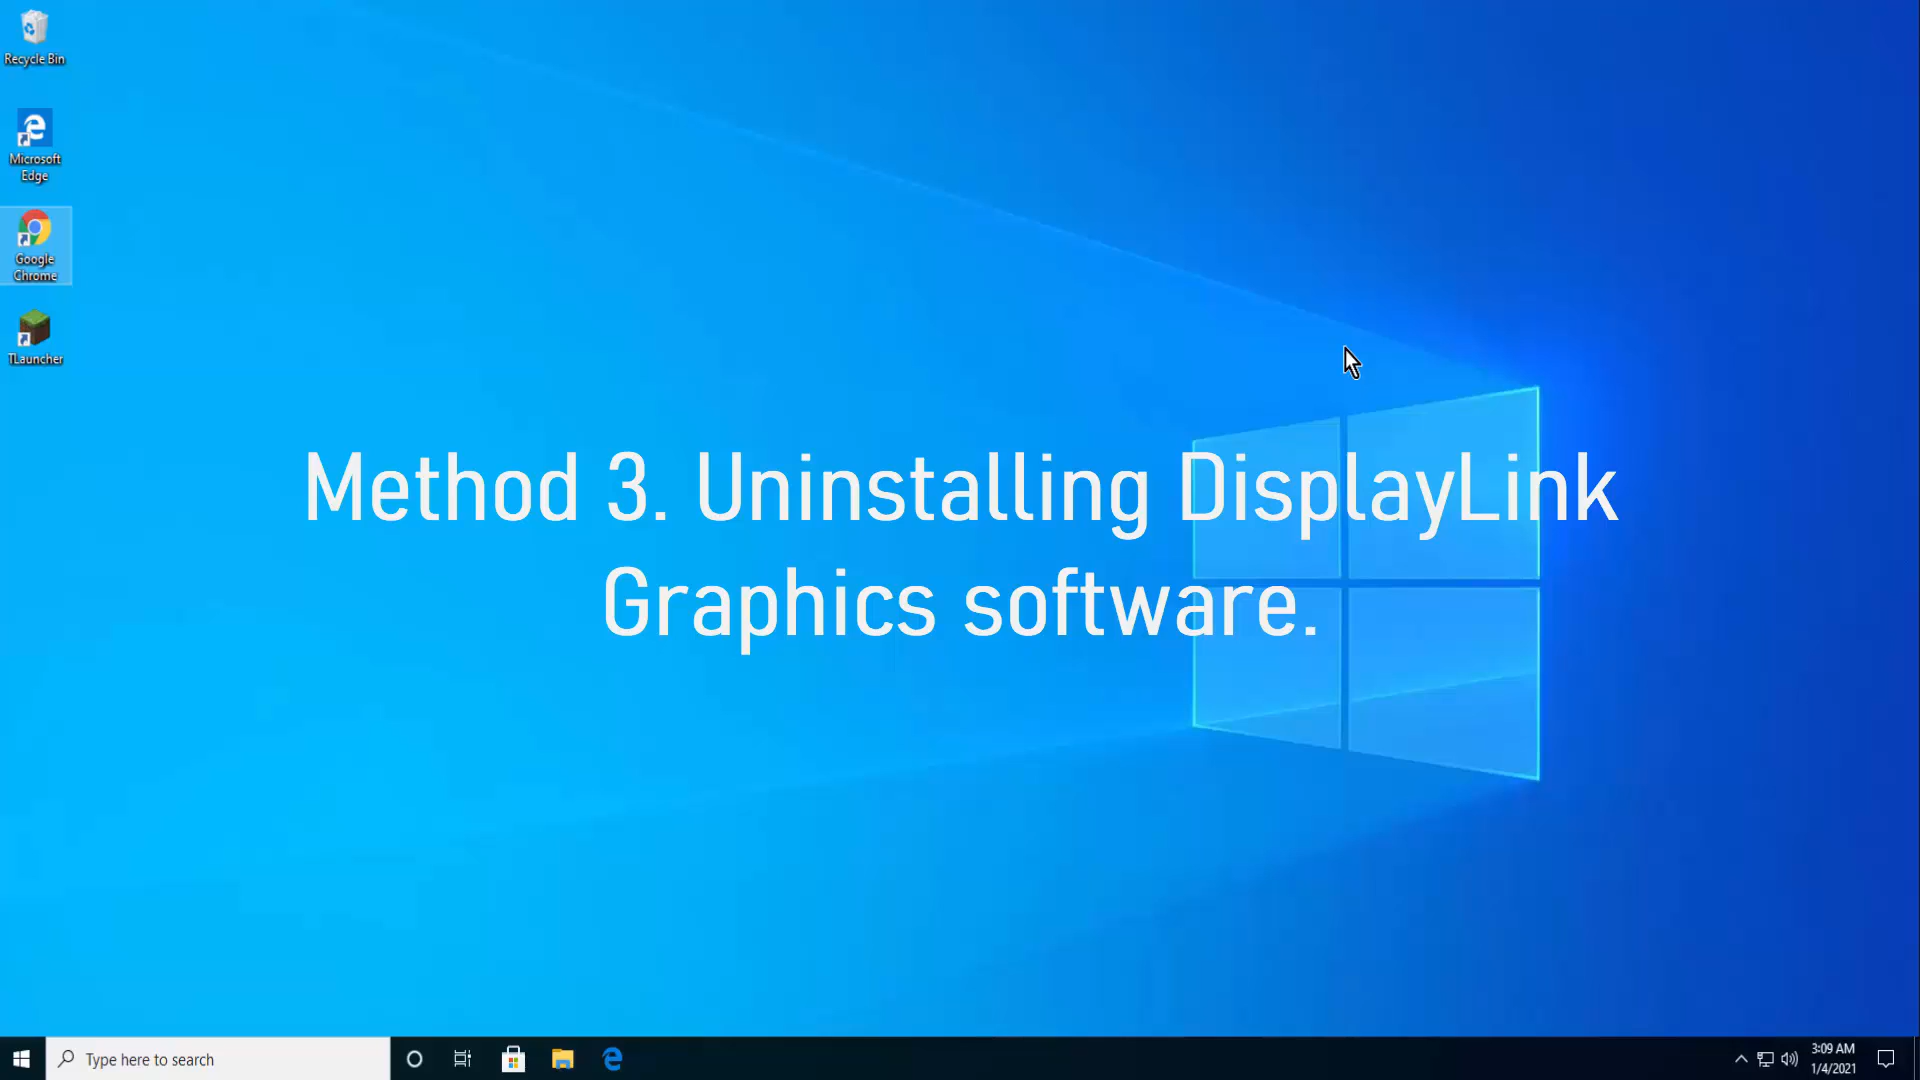 Recycle Bin
Microsoft
Edge
Google
Chrome
TLauncher
Method 3. Uninstalling DisplayLink
Graphics software.
Type here to search
3:09 AM
1/4/2021